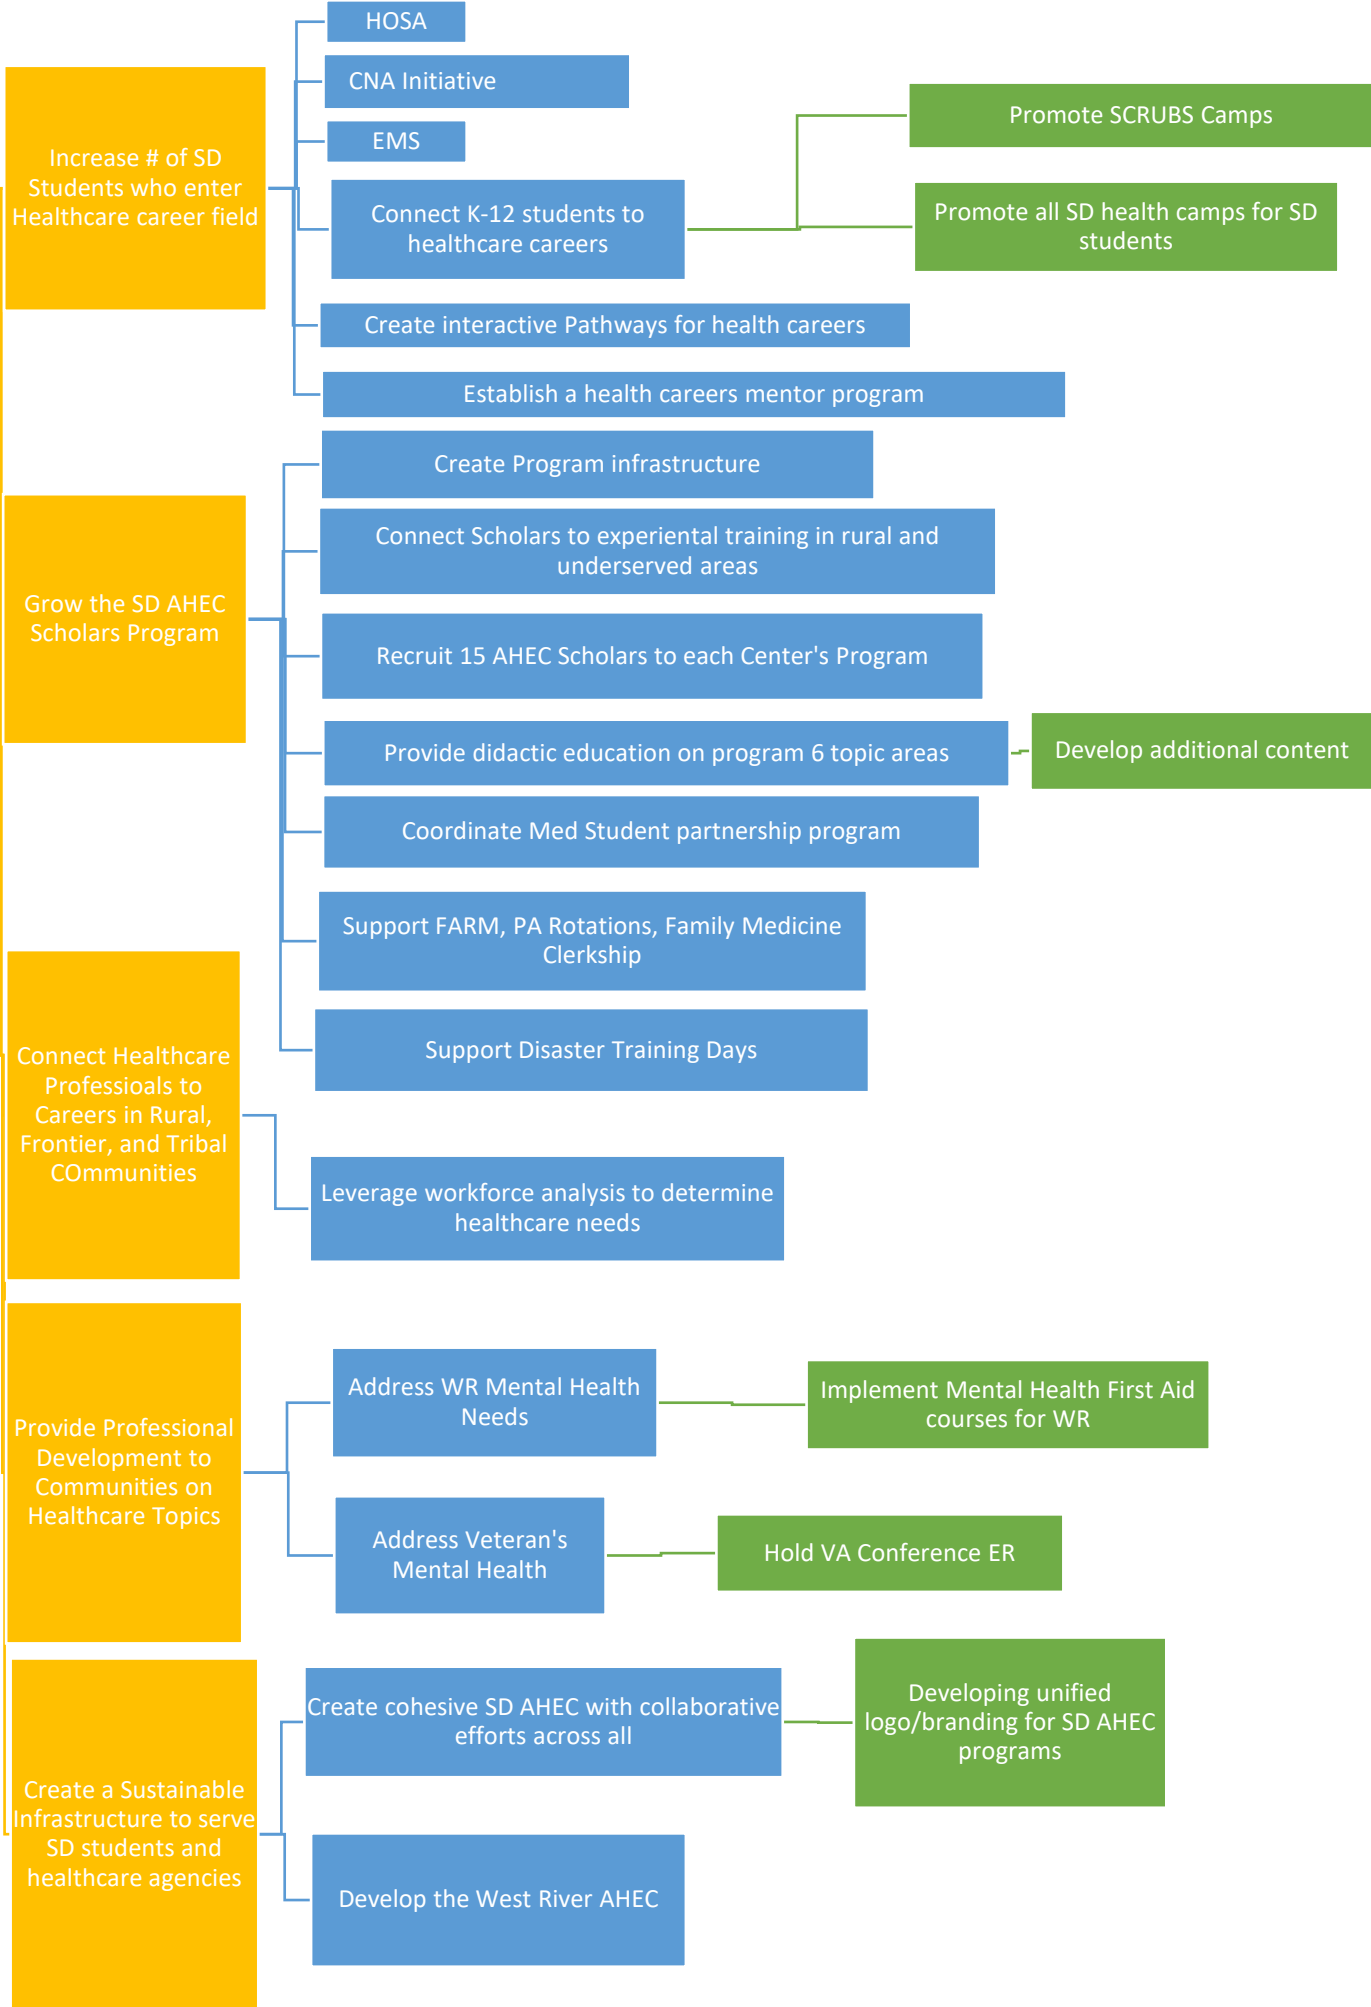 HOSA
CNA Initiative
EMS
Increase # of SD
Students who enter
Healthcare career field
Connect K-12 students to
healthcare careers
Promote SCRUBS Camps
Promote all SD health camps for SD
students
Create interactive Pathways for health careers
Establish a health careers mentor program
Grow the SD AHEC
Scholars Program
Create Program infrastructure
Connect Scholars to experiental training in rural and
underserved areas
Recruit 15 AHEC Scholars to each Center's Program
Provide didactic education on program 6 topic areas
Develop additional content
Coordinate Med Student partnership program
Support FARM, PA Rotations, Family Medicine
Clerkship
Support Disaster Training Days
Connect Healthcare
Professioals to
Careers in Rural,
Frontier, and Tribal
COmmunities
Leverage workforce analysis to determine
healthcare needs
Provide Professional
Development to
Communities on
Healthcare Topics
Address WR Mental Health
Needs
Implement Mental Health First Aid
courses for WR
Address Veteran's
Mental Health
Hold VA Conference ER
Create a Sustainable
Infrastructure to serve
SD students and
healthcare agencies
Create cohesive SD AHEC with collaborative
efforts across all
Developing unified
logo/branding for SD AHEC
programs
Develop the West River AHEC